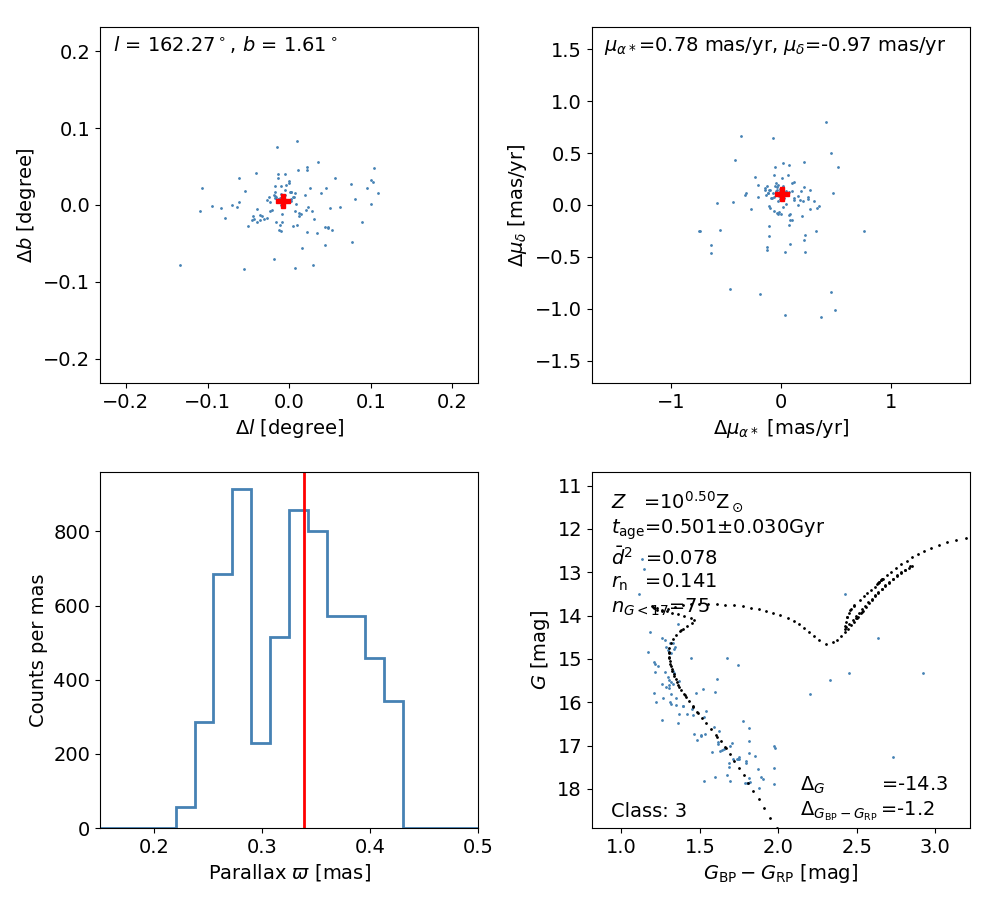 l = 162.27°, b = 1.61°
0.2
0.1
0.0
−0.1
−0.2
Δb [degree]
−0.2 −0.1 0.0 0.1 0.2
Δl [degree]
μα*=0.78 mas/yr, μδ=-0.97 mas/yr
1.5
1.0
0.5
0.0
−0.5
−1.0
−1.5
Δμδ [mas/yr]
−1 0 1
Δμα* [mas/yr]
800
600
400
200
0
Counts per mas
0.2 0.3 0.4 0.5
Parallax ϖ [mas]
11
12
13
14
15
16
17
18
G [mag]
Z =10^0.50 Z⊙
t_age=0.501±0.030Gyr
d̄² =0.078
r_n =0.141
n_G<17=75
Δ_G =-14.3
Class: 3
Δ_GBP−GRP =-1.2
1.0 1.5 2.0 2.5 3.0
G_BP − G_RP [mag]